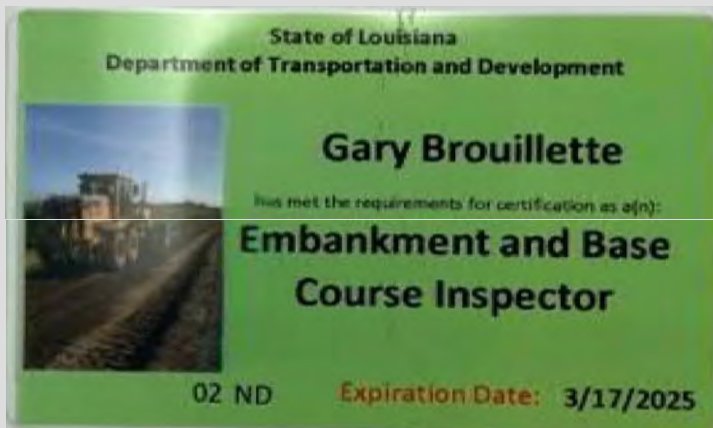 State of Louisiana
Department of Transportation and Development
Gary Brouillette
has met the requirements for certification as a(n):
Embankment and Base
Course Inspector
02 ND Expiration Date: 3/17/2025